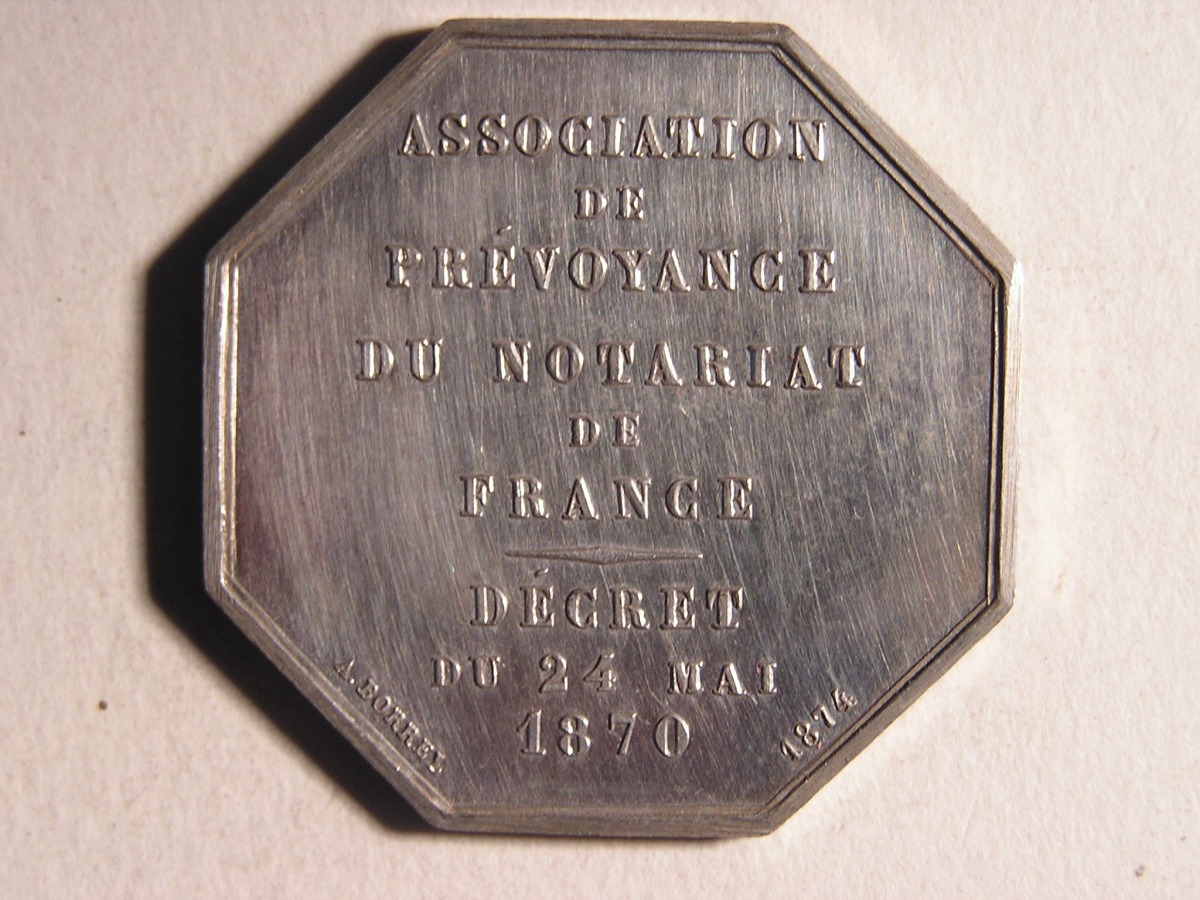 ASSOCIATION
DE
PRÉVOYANCE
DU NOTARIAT
DE
FRANCE
DÉCRET
DU 24 MAI
1870
A. BORREL
1874